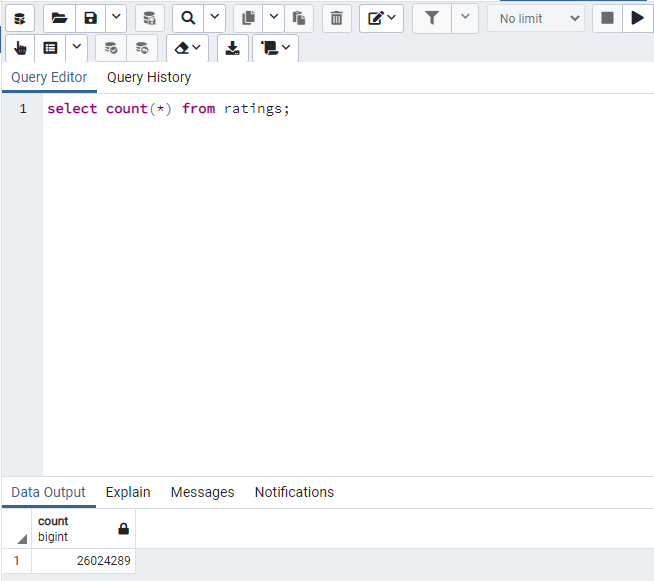 No limit
Query Editor Query History
1 select count(*) from ratings;
Data Output Explain Messages Notifications
count
bigint
1 26024289